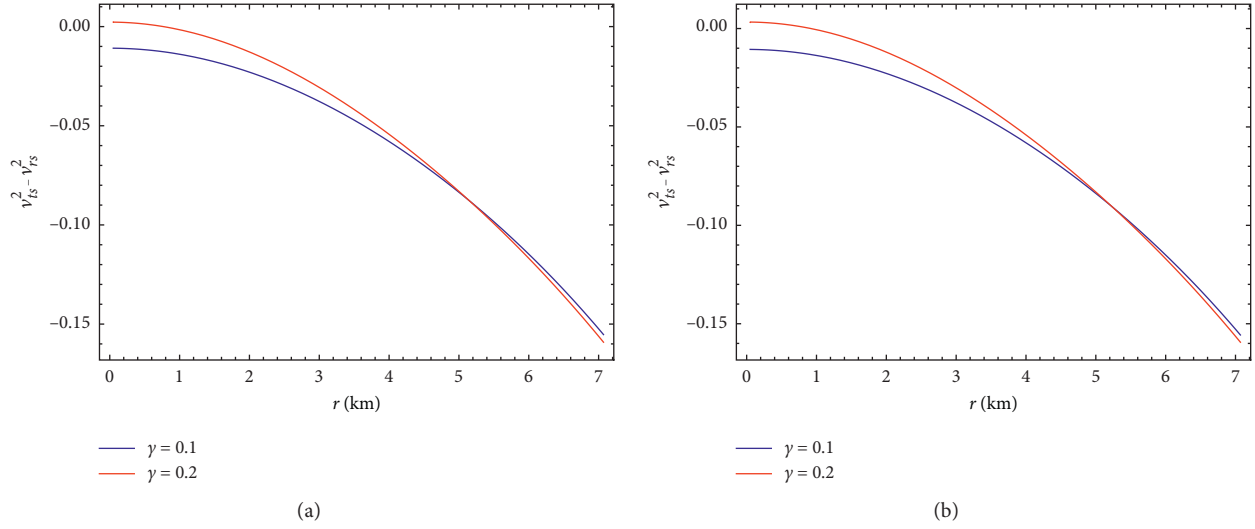 0.00
–0.05
–0.10
–0.15
v²ts – v²rs
0 1 2 3 4 5 6 7
r (km)
γ = 0.1
γ = 0.2
(a)
0.00
–0.05
–0.10
–0.15
v²ts – v²rs
0 1 2 3 4 5 6 7
r (km)
γ = 0.1
γ = 0.2
(b)